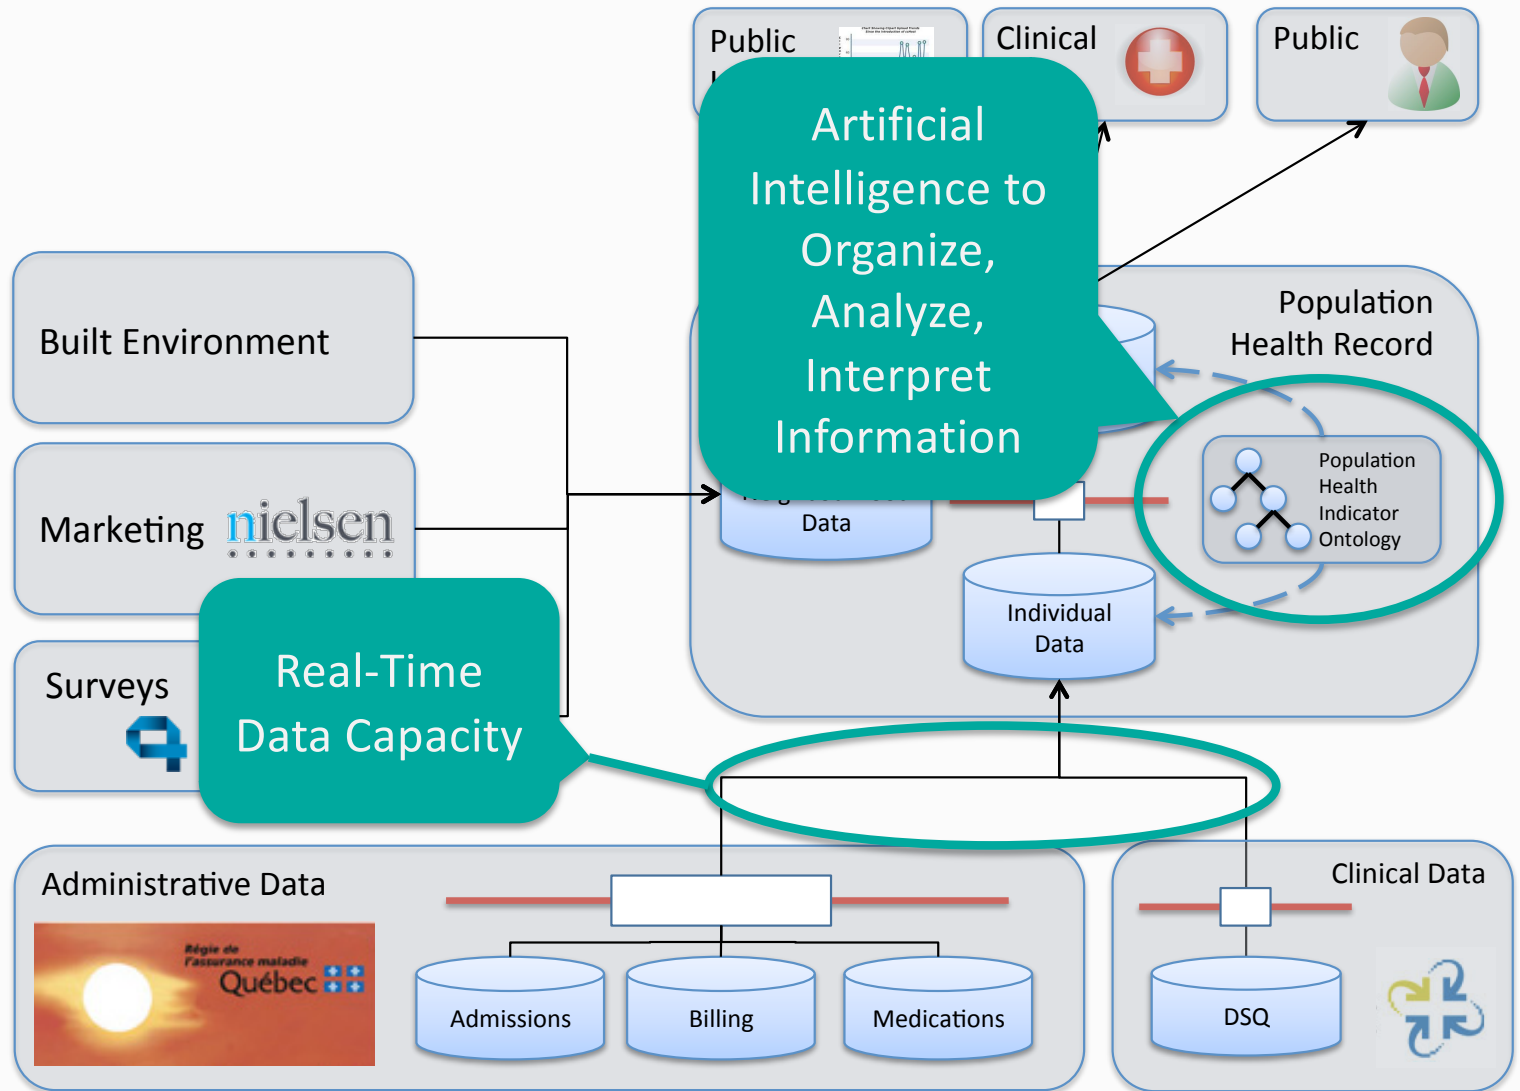 Public
Clinical
Public
Artificial
Intelligence to
Organize,
Analyze,
Interpret
Information
Population
Health Record
Built Environment
Marketing
nielsen
Population
Health
Indicator
Ontology
Data
Individual
Data
Surveys
Real-Time
Data Capacity
Administrative Data
Régie de
l'assurance maladie
Québec
Admissions
Billing
Medications
Clinical Data
DSQ